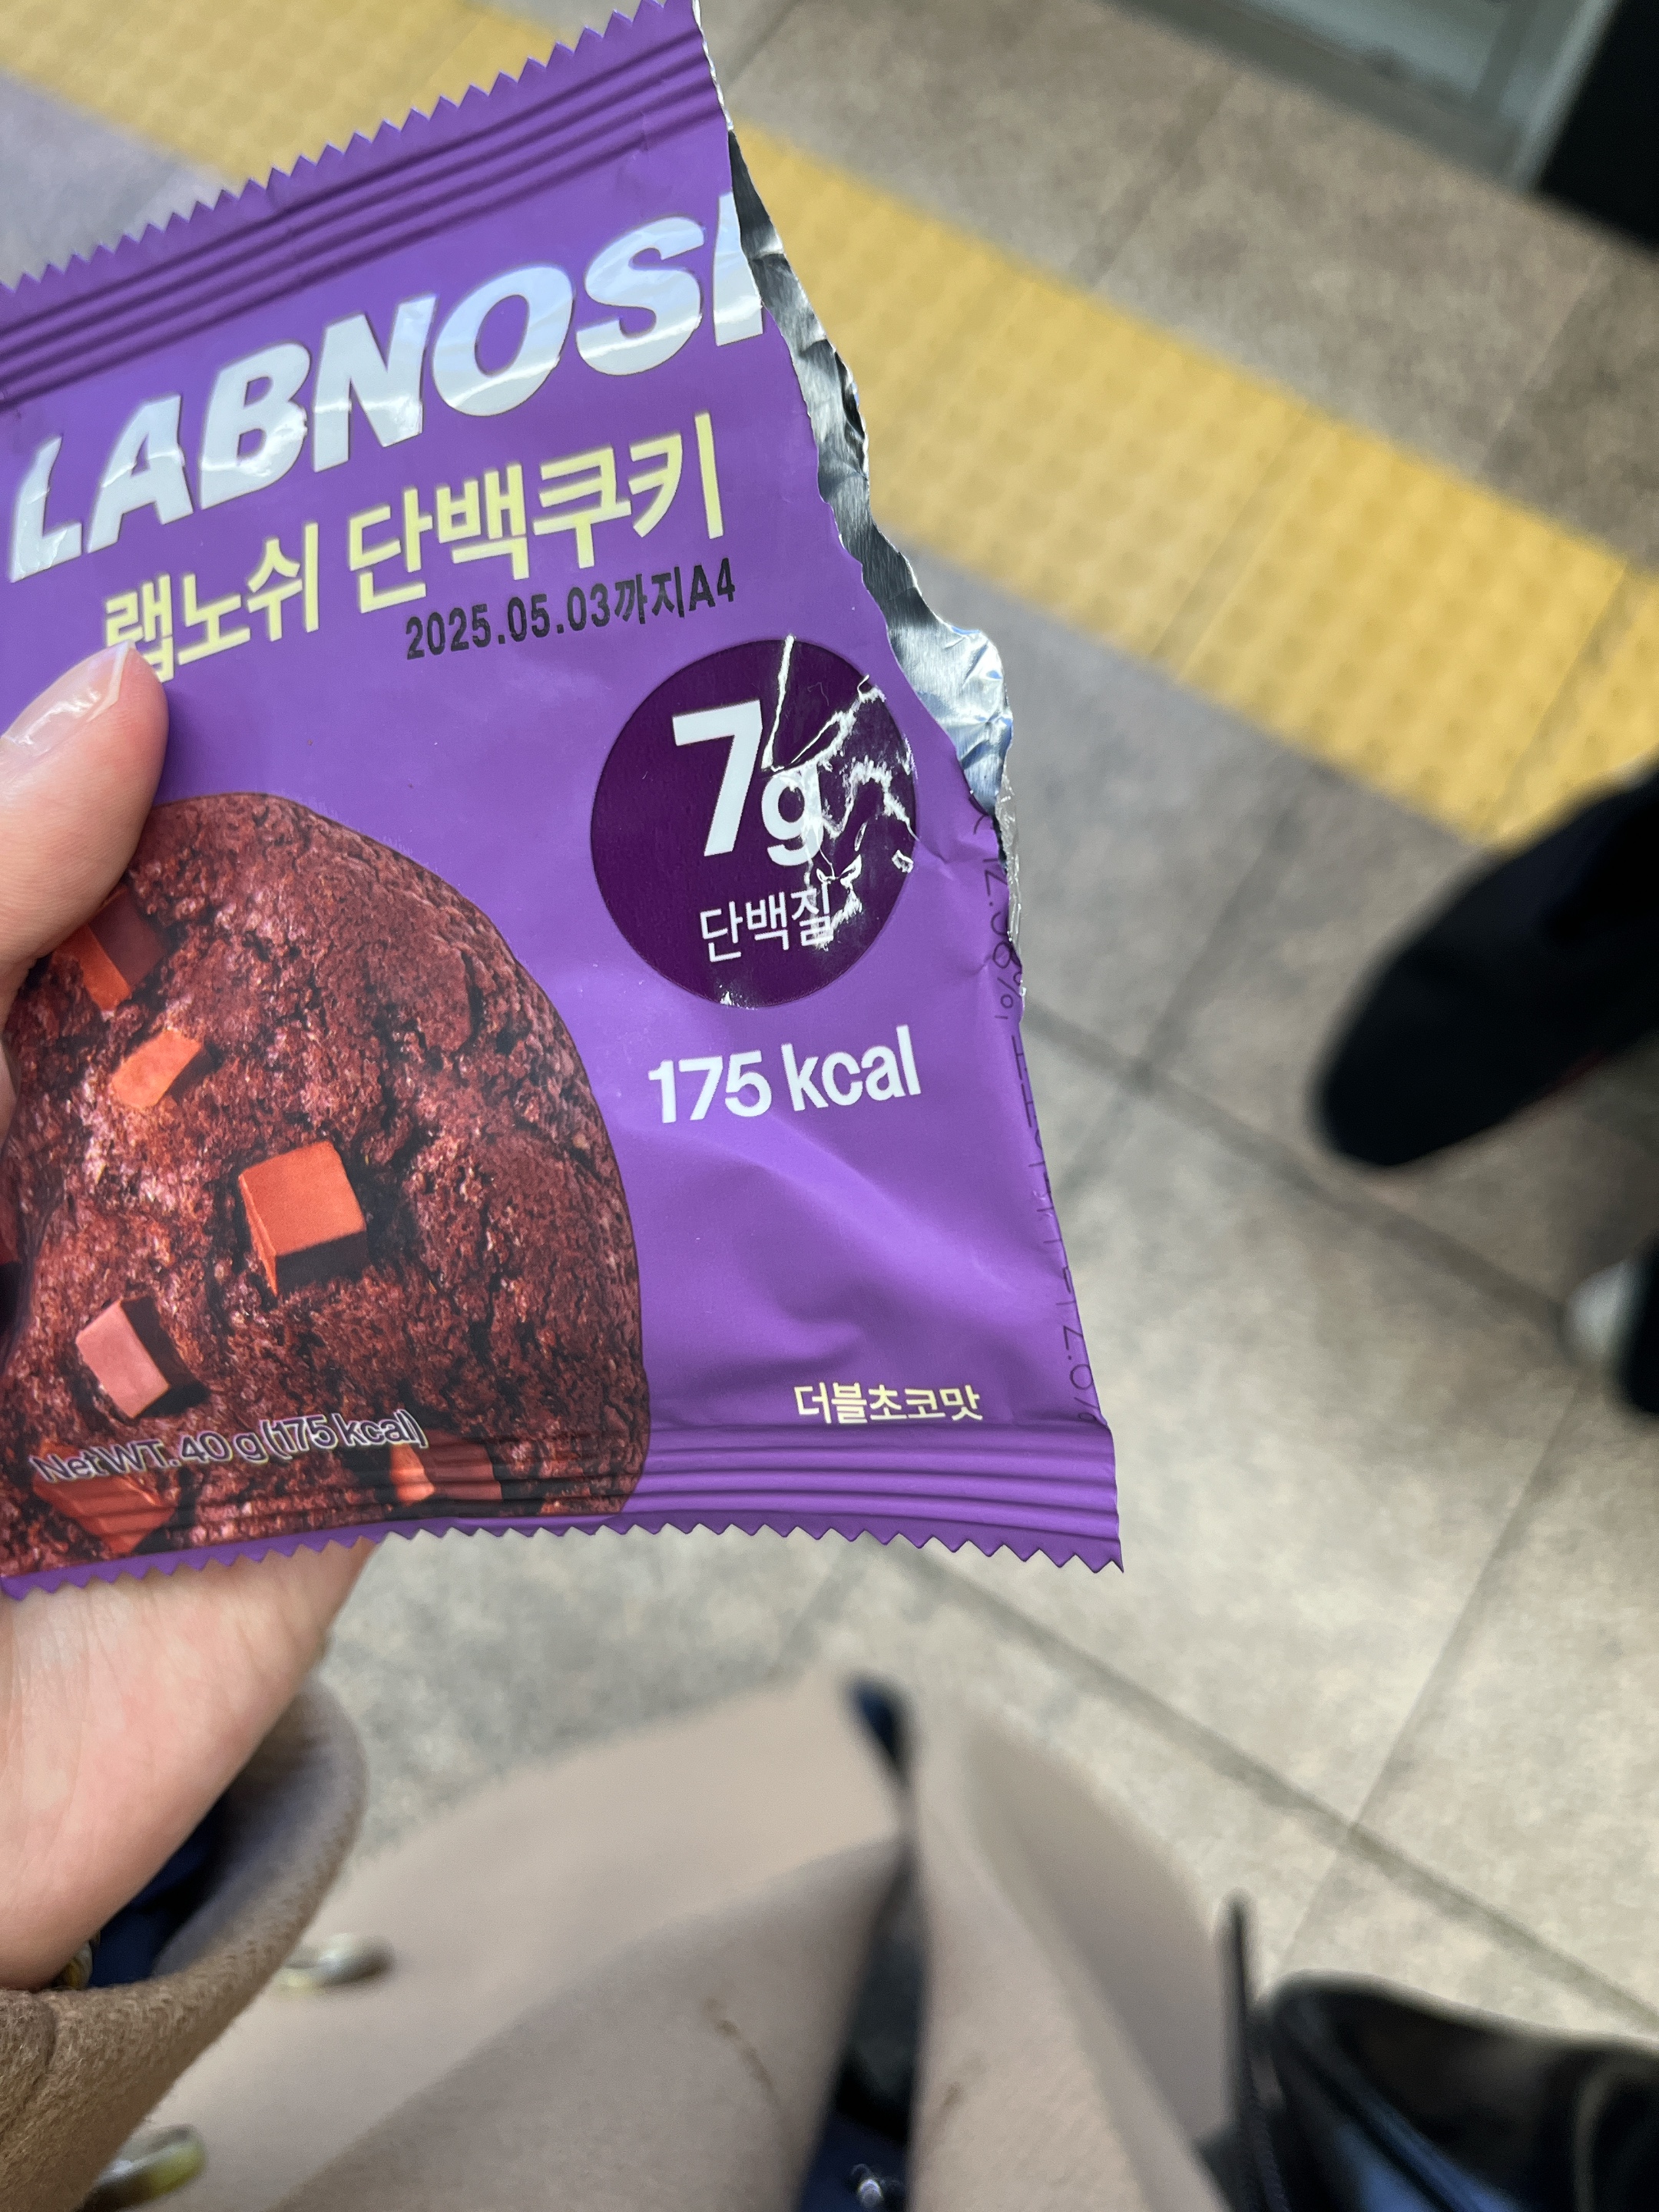 LABNOSH
랩노쉬 단백쿠키
2025.05.03까지A4
7g
단백질
175 kcal
더블초코맛
Net WT. 40 g (175 kcal)